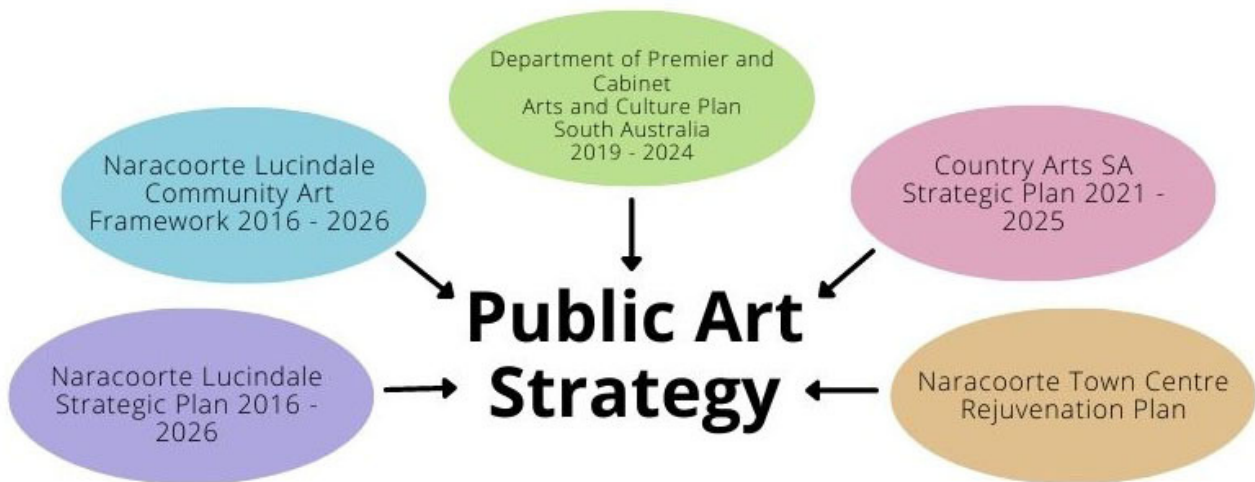 Department of Premier and
Cabinet
Arts and Culture Plan
South Australia
2019 - 2024
Naracoorte Lucindale
Community Art
Framework 2016 - 2026
Country Arts SA
Strategic Plan 2021 -
2025
Public Art
Strategy
Naracoorte Lucindale
Strategic Plan 2016 -
2026
Naracoorte Town Centre
Rejuvenation Plan